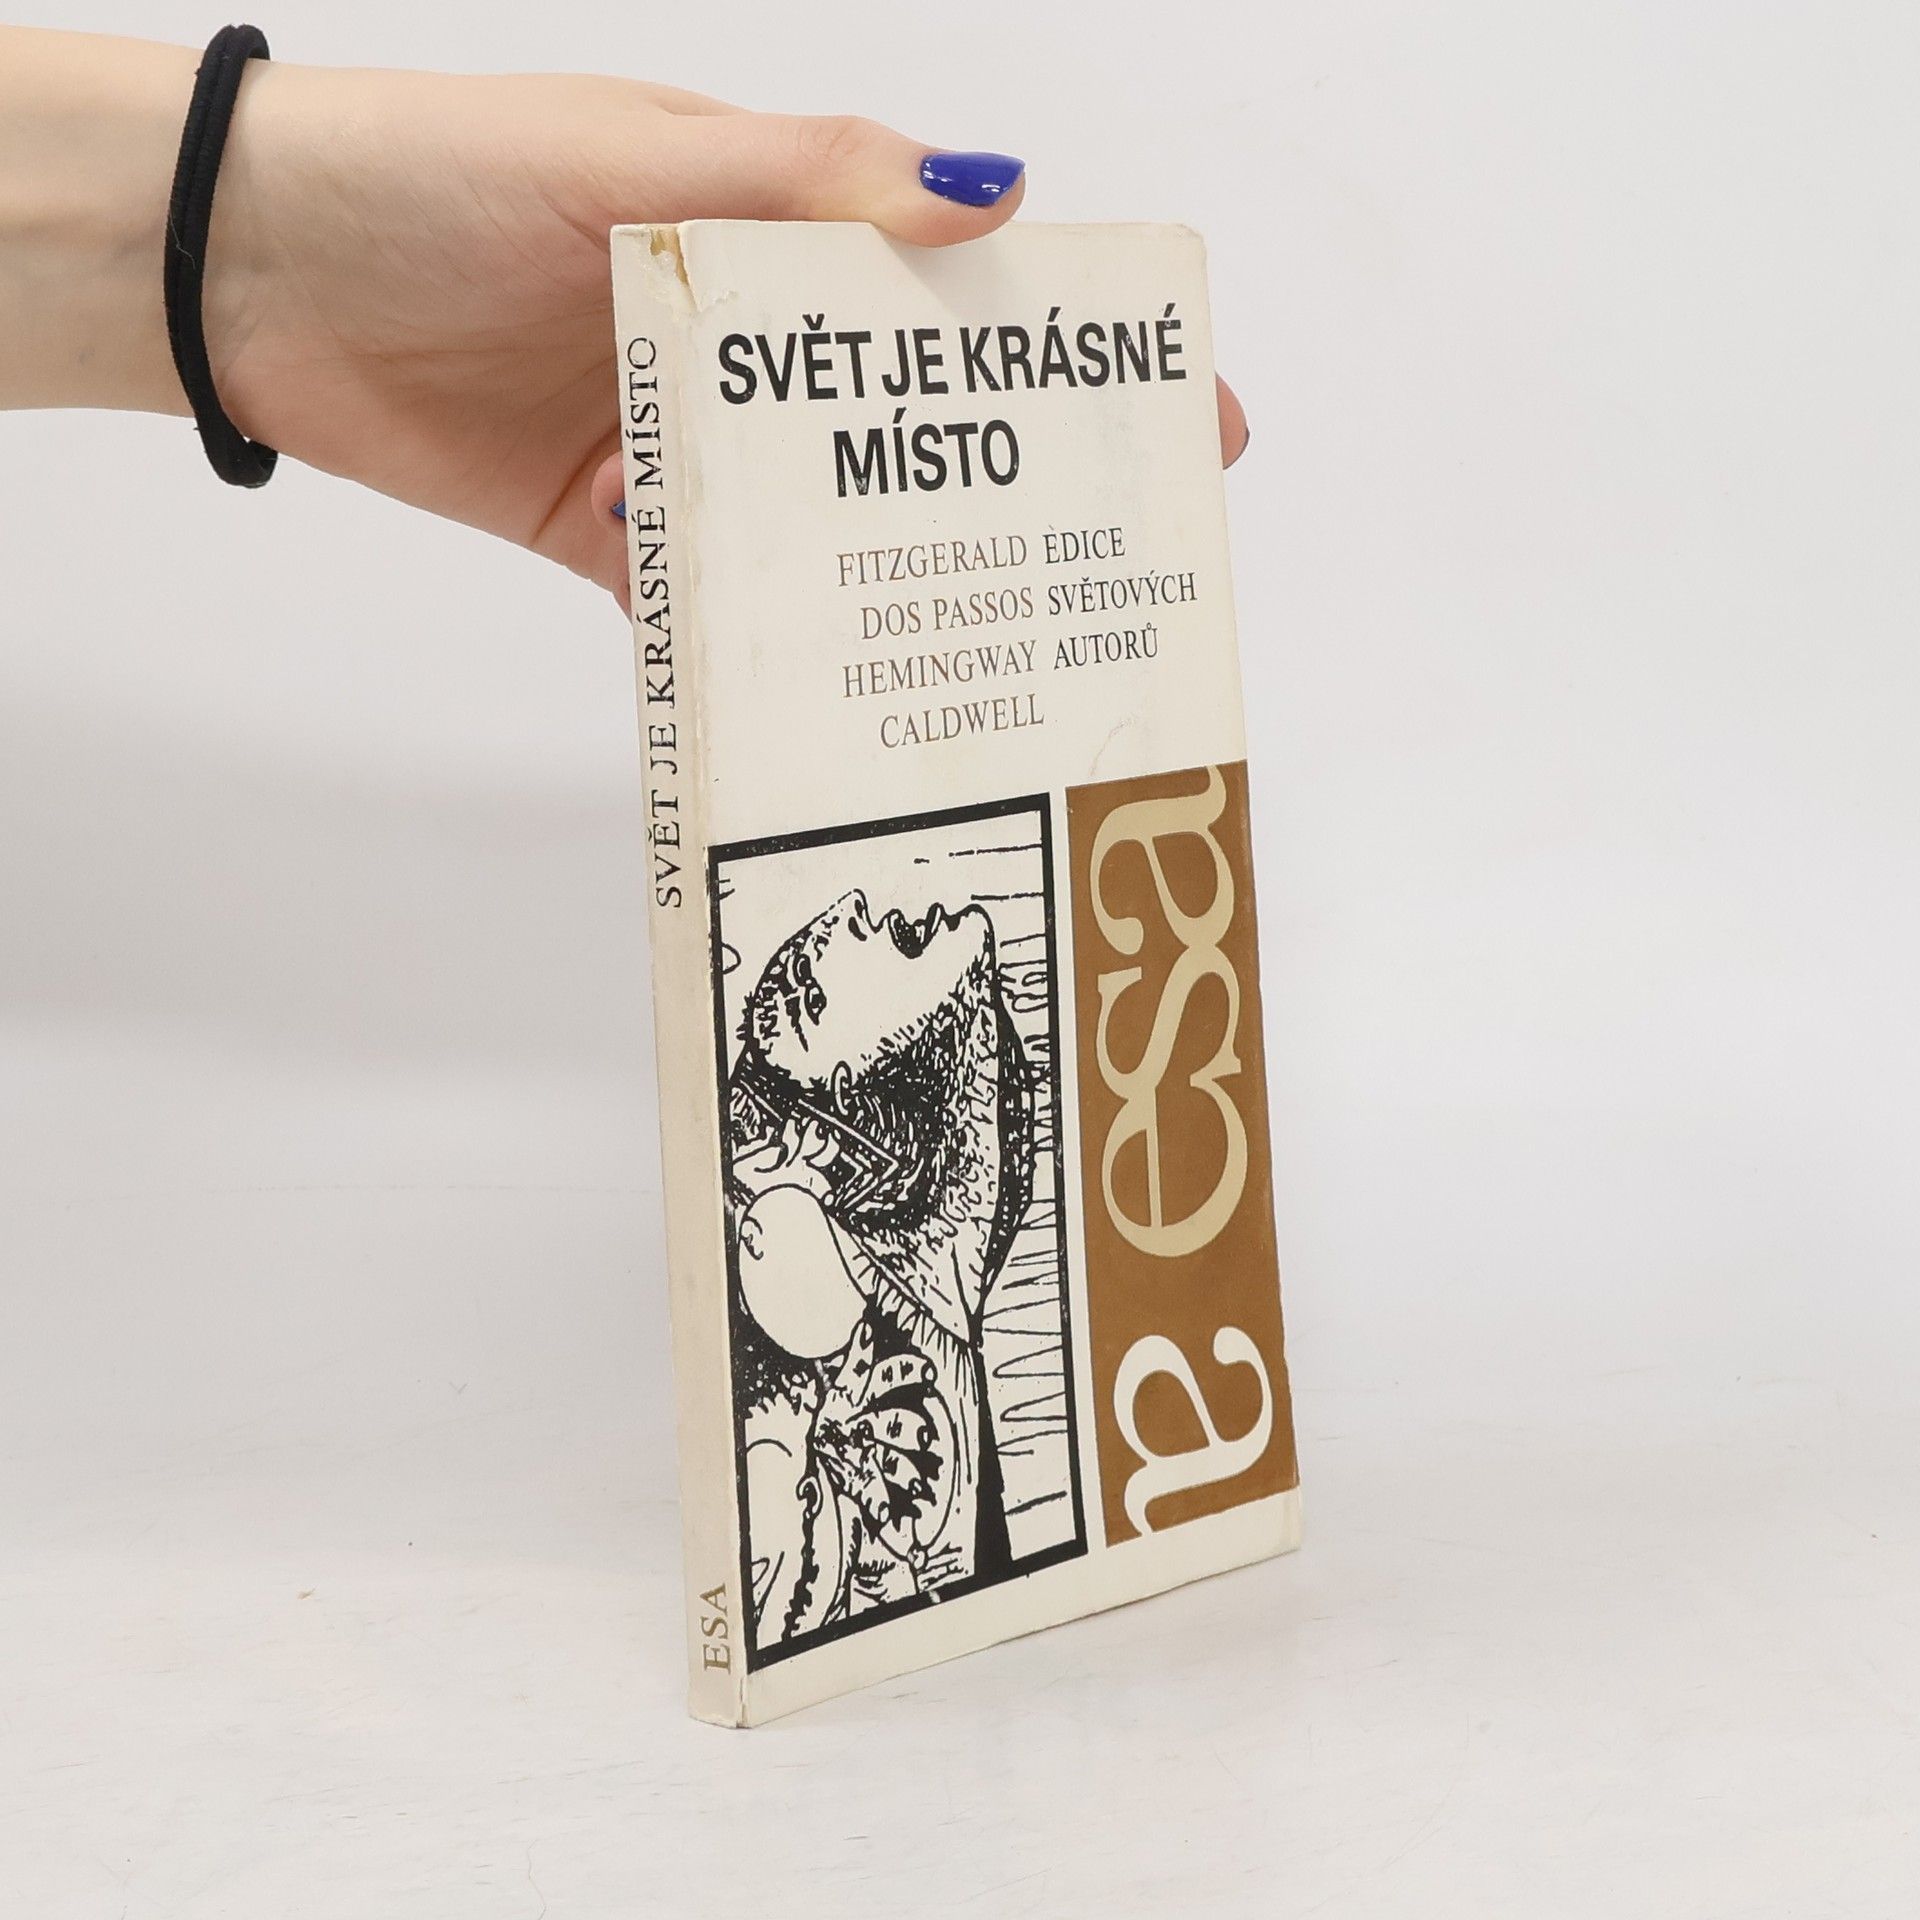 SVĚT JE KRÁSNÉ
MÍSTO
FITZGERALD EDICE
DOS PASSOS SVĚTOVÝCH
HEMINGWAY AUTORŮ
CALDWELL
esa
SVĚT JE KRÁSNÉ MÍSTO
ESA